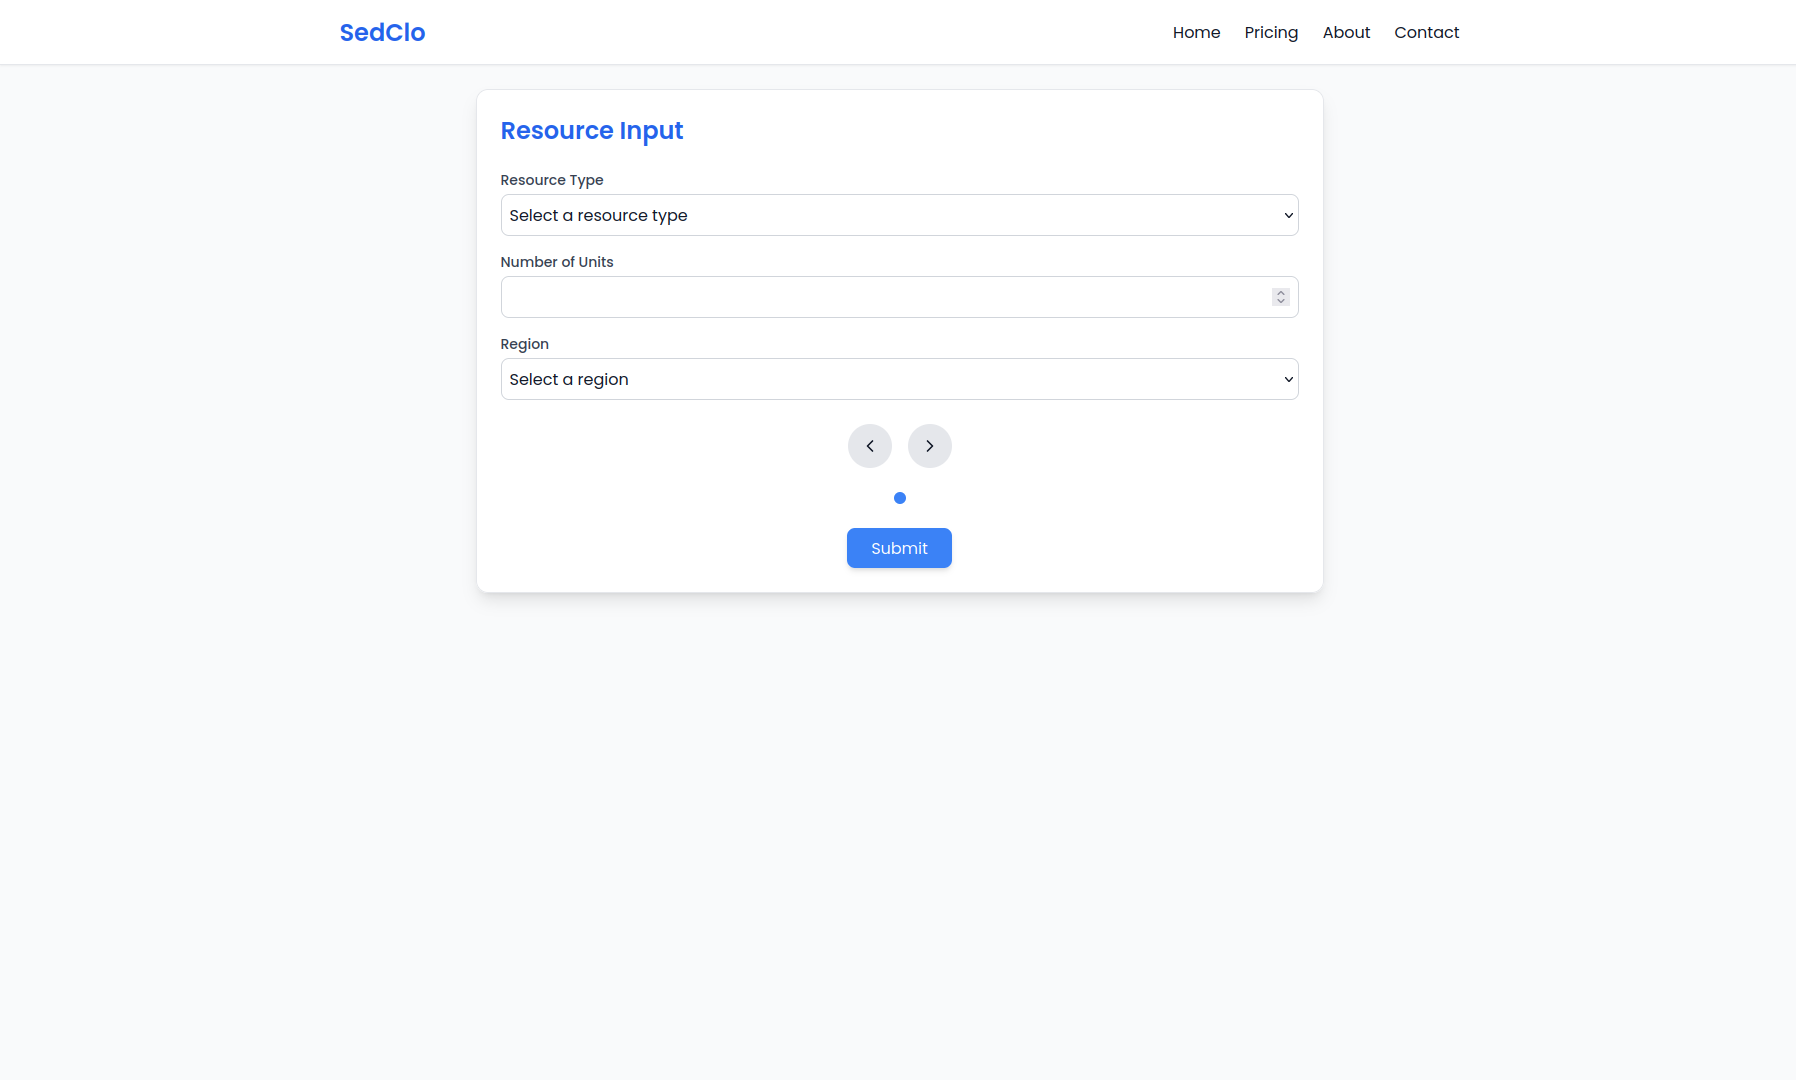 SedClo
Home Pricing About Contact
Resource Input
Resource Type
Select a resource type
Number of Units
Region
Select a region
Submit